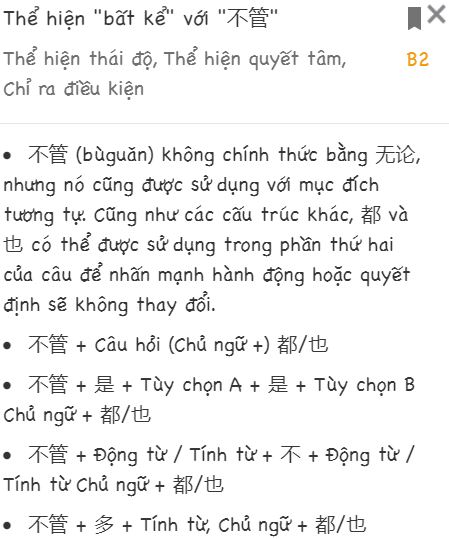 Thể hiện "bất kể" với "不管"
Thể hiện thái độ, Thể hiện quyết tâm,
Chỉ ra điều kiện
B2
• 不管 (bùguǎn) không chính thức bằng 无论,
nhưng nó cũng được sử dụng với mục đích
tương tự. Cũng như các cấu trúc khác, 都 và
也 có thể được sử dụng trong phần thứ hai
của câu để nhấn mạnh hành động hoặc quyết
định sẽ không thay đổi.
• 不管 + Câu hỏi (Chủ ngữ +) 都/也
• 不管 + 是 + Tùy chọn A + 是 + Tùy chọn B
Chủ ngữ + 都/也
• 不管 + Động từ / Tính từ + 不 + Động từ /
Tính từ Chủ ngữ + 都/也
• 不管 + 多 + Tính từ, Chủ ngữ + 都/也